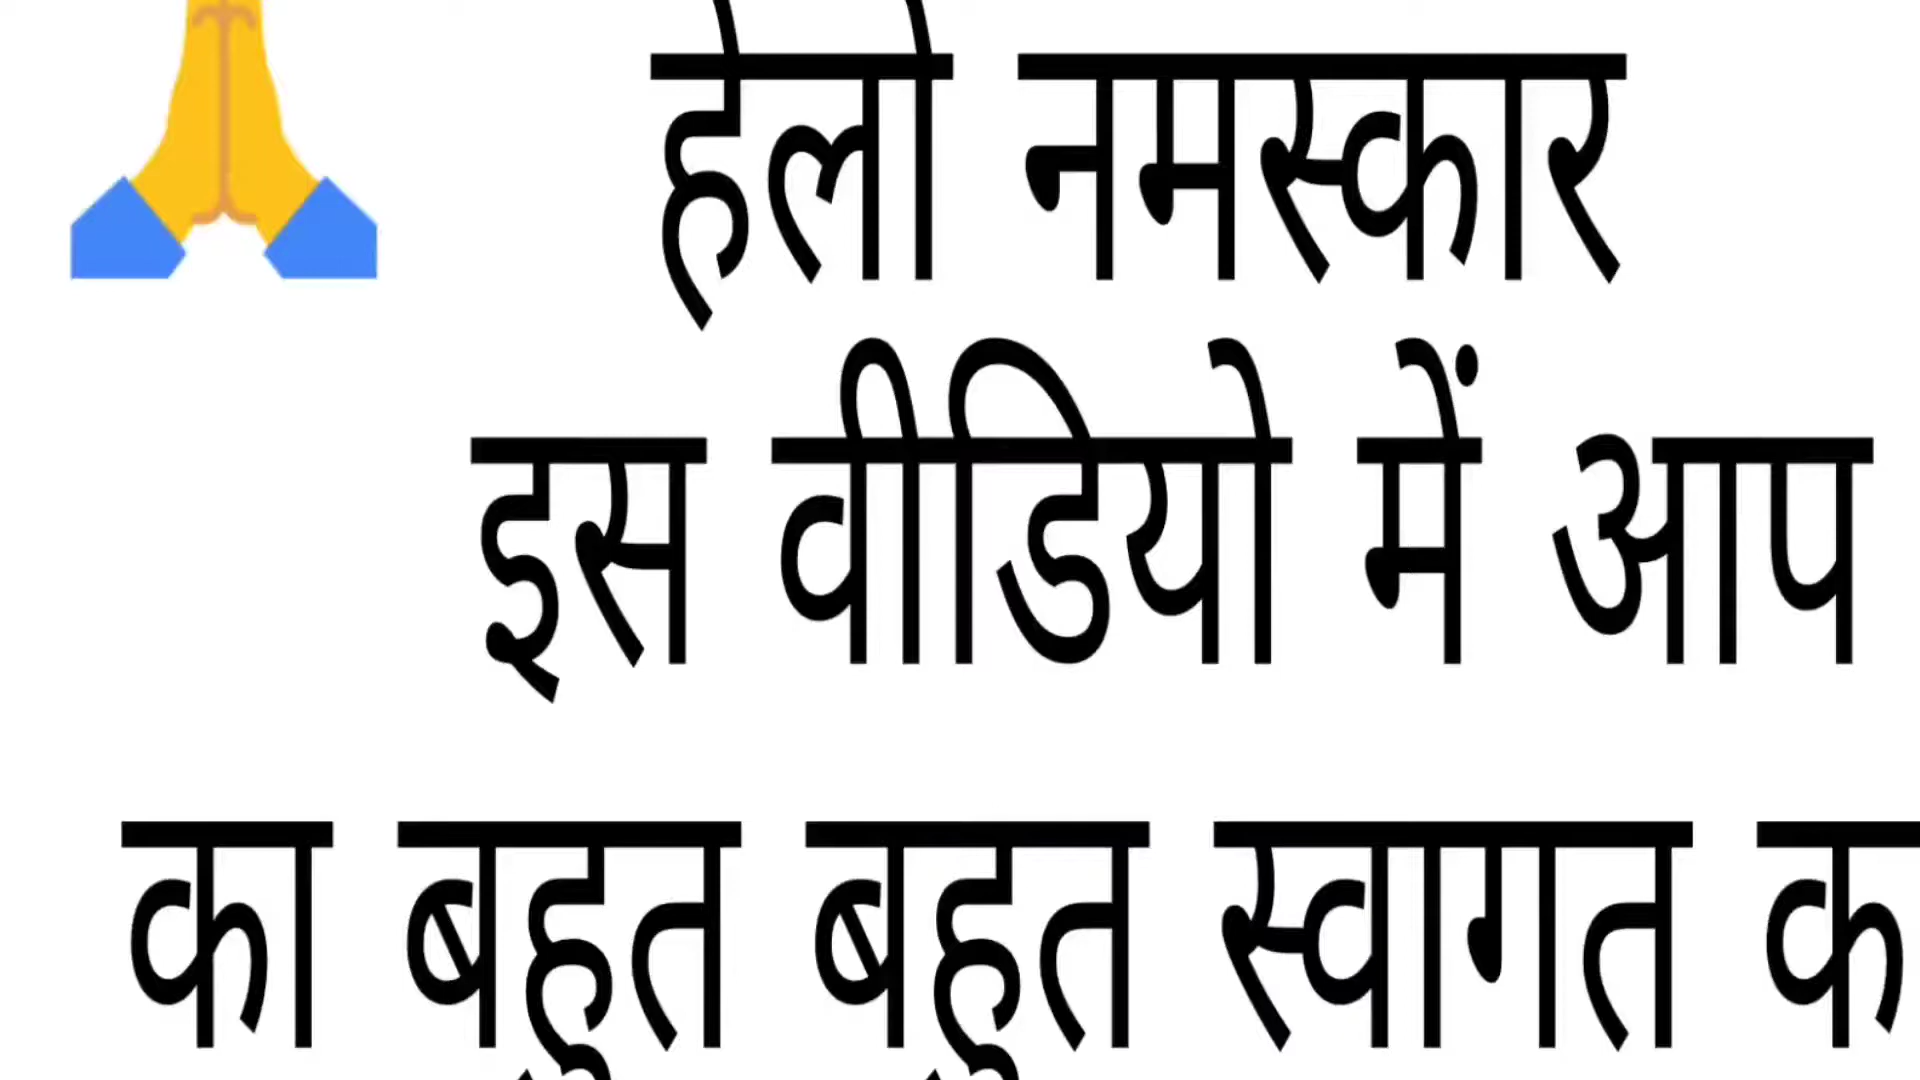 हेलो नमस्कार
इस वीडियो में आप
का बहुत बहुत स्वागत क